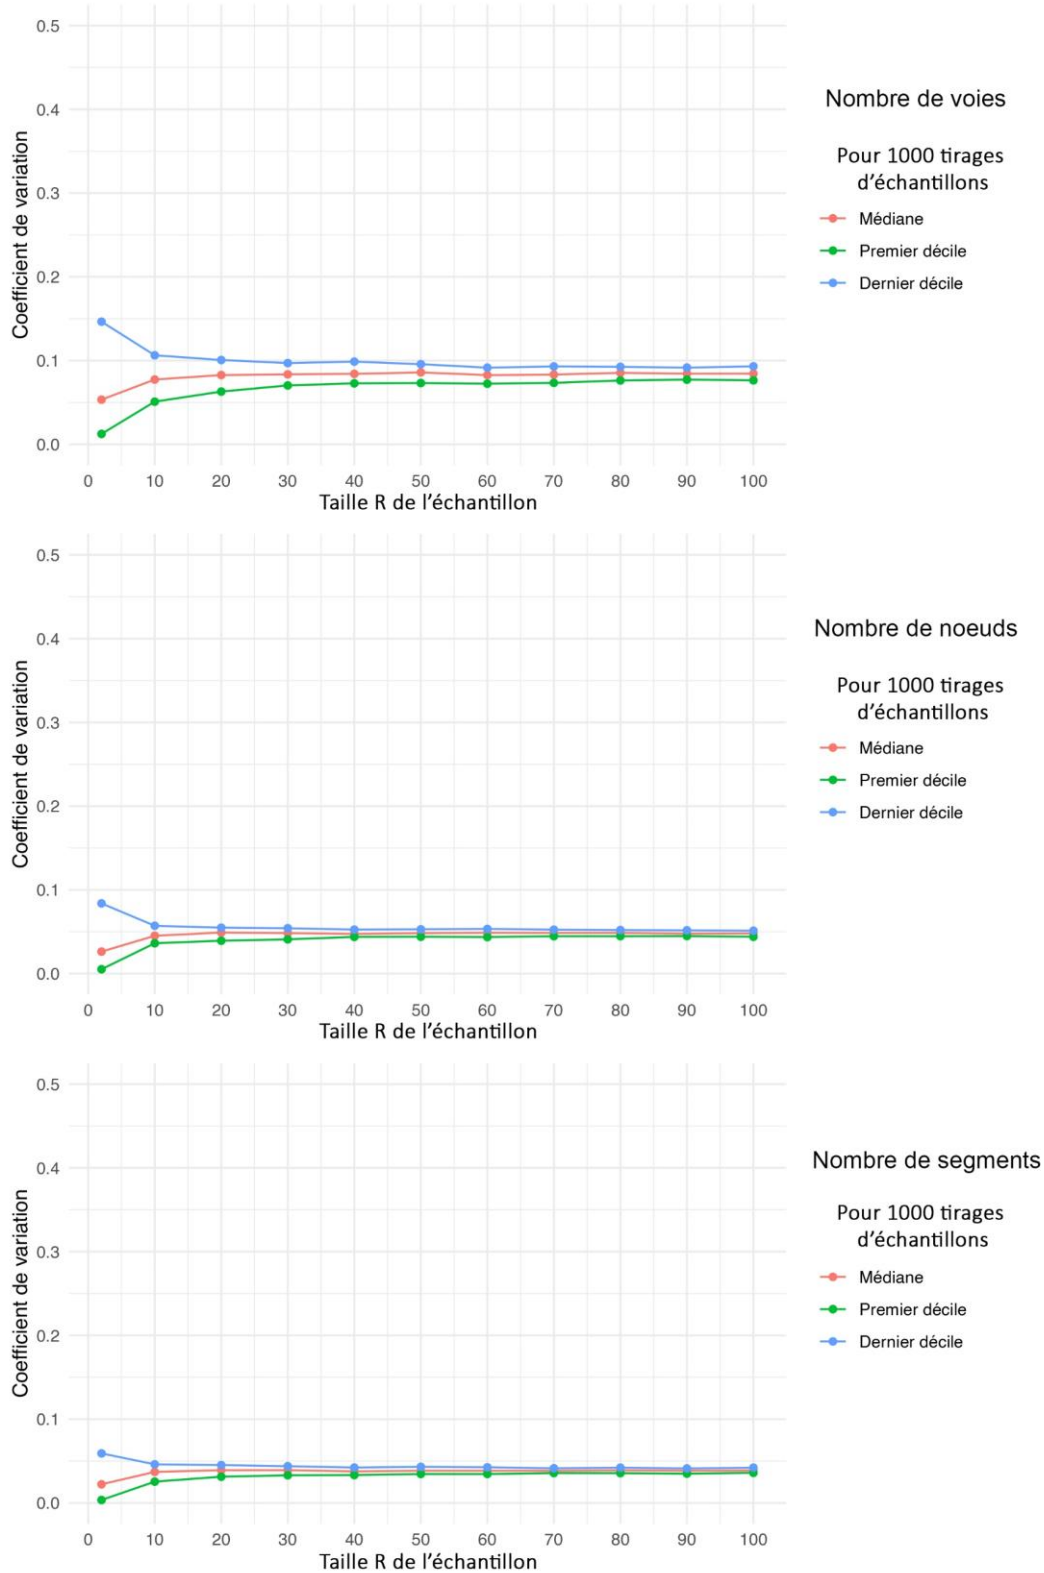 0.5
0.4
0.3
0.2
0.1
0.0
Coefficient de variation
0 10 20 30 40 50 60 70 80 90 100
Taille R de l'échantillon
Nombre de voies
Pour 1000 tirages
d'échantillons
Médiane
Premier décile
Dernier décile
0.5
0.4
0.3
0.2
0.1
0.0
Coefficient de variation
0 10 20 30 40 50 60 70 80 90 100
Taille R de l'échantillon
Nombre de noeuds
Pour 1000 tirages
d'échantillons
Médiane
Premier décile
Dernier décile
0.5
0.4
0.3
0.2
0.1
0.0
Coefficient de variation
0 10 20 30 40 50 60 70 80 90 100
Taille R de l'échantillon
Nombre de segments
Pour 1000 tirages
d'échantillons
Médiane
Premier décile
Dernier décile